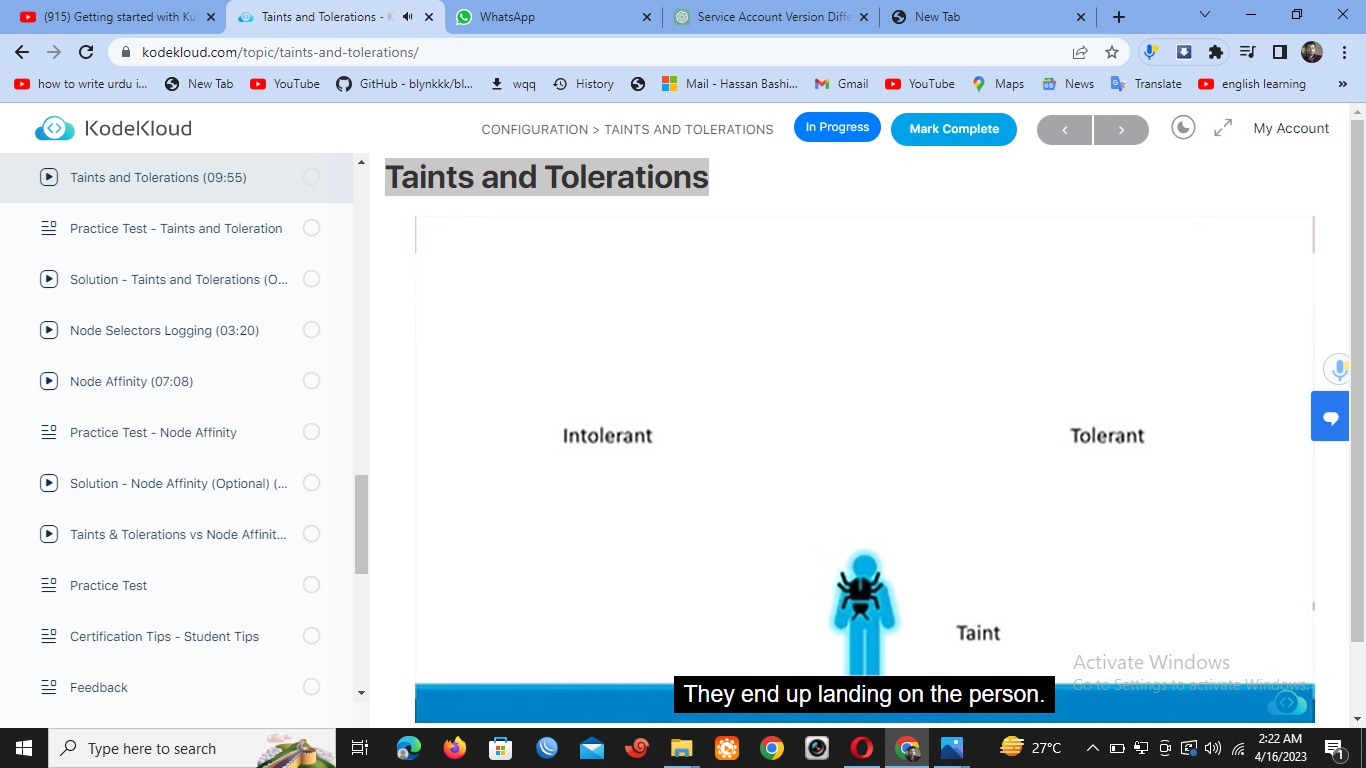 (915) Getting started with Ku
Taints and Tolerations - K
WhatsApp
Service Account Version Diffe
New Tab
kodekloud.com/topic/taints-and-tolerations/
how to write urdu i...
New Tab
YouTube
GitHub - blynkkk/bl...
wqq
History
Mail - Hassan Bashi...
Gmail
YouTube
Maps
News
Translate
english learning
»
KodeKloud
CONFIGURATION > TAINTS AND TOLERATIONS
In Progress
Mark Complete
My Account
Taints and Tolerations (09:55)
Practice Test - Taints and Toleration
Solution - Taints and Tolerations (O...
Node Selectors Logging (03:20)
Node Affinity (07:08)
Practice Test - Node Affinity
Solution - Node Affinity (Optional) (...
Taints & Tolerations vs Node Affinit...
Practice Test
Certification Tips - Student Tips
Feedback
Taints and Tolerations
Intolerant
Tolerant
Taint
They end up landing on the person.
Activate Windows
Go to Settings to activate Windows.
Type here to search
27°C
2:22 AM
4/16/2023
1